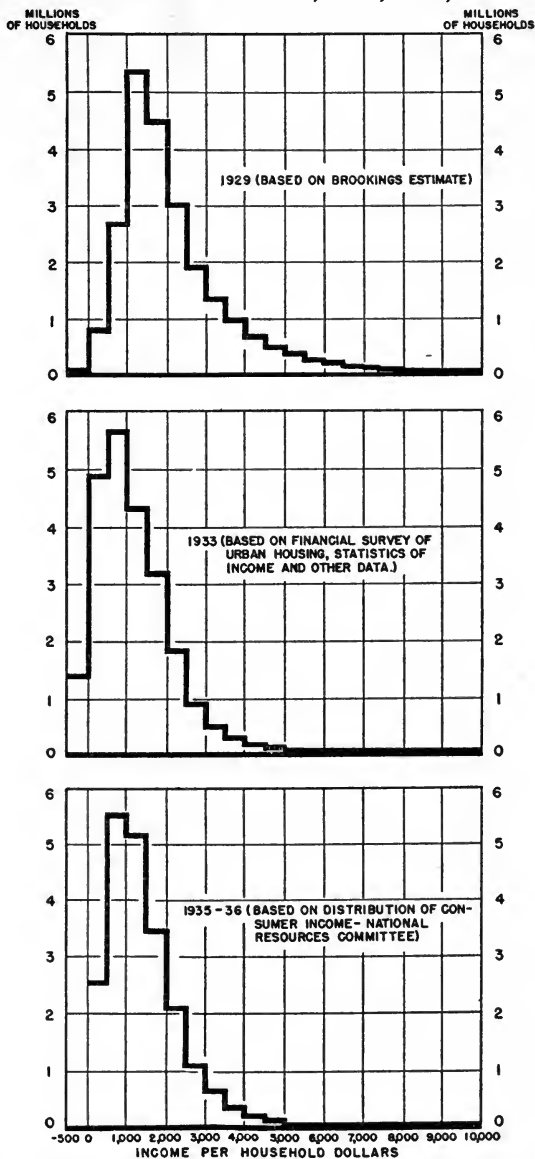 MILLIONS
OF HOUSEHOLDS
MILLIONS
OF HOUSEHOLDS
6 6
5 5
4 4
1929 (BASED ON BROOKINGS ESTIMATE)
3 3
2 2
1 1
0 0
6 6
5 5
4 4
1933 (BASED ON FINANCIAL SURVEY OF
URBAN HOUSING, STATISTICS OF
INCOME AND OTHER DATA.)
3 3
2 2
1 1
0 0
6 6
5 5
4 4
1935-36 (BASED ON DISTRIBUTION OF CON-
SUMER INCOME- NATIONAL
RESOURCES COMMITTEE)
3 3
2 2
1 1
0 0
-500 0 1,000 2,000 3,000 4,000 5,000 6,000 7,000 8,000 9,000 10,000
INCOME PER HOUSEHOLD DOLLARS